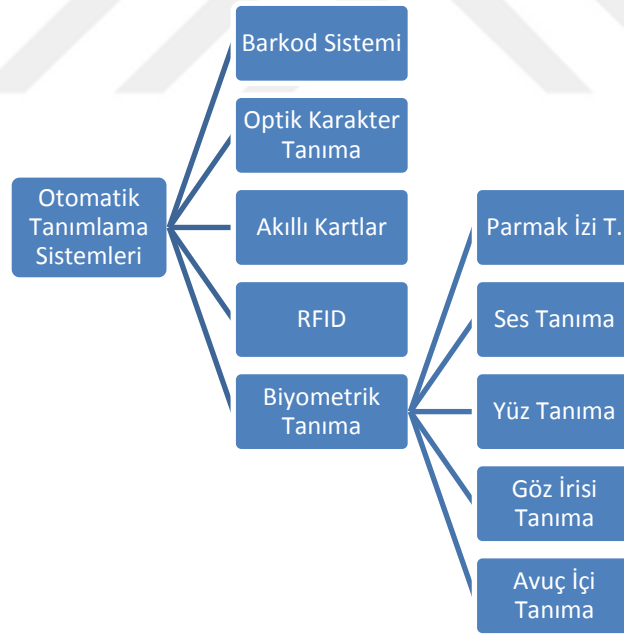 Otomatik
Tanımlama
Sistemleri
Barkod Sistemi
Optik Karakter
Tanıma
Akıllı Kartlar
RFID
Biyometrik
Tanıma
Parmak İzi T.
Ses Tanıma
Yüz Tanıma
Göz İrisi
Tanıma
Avuç İçi
Tanıma